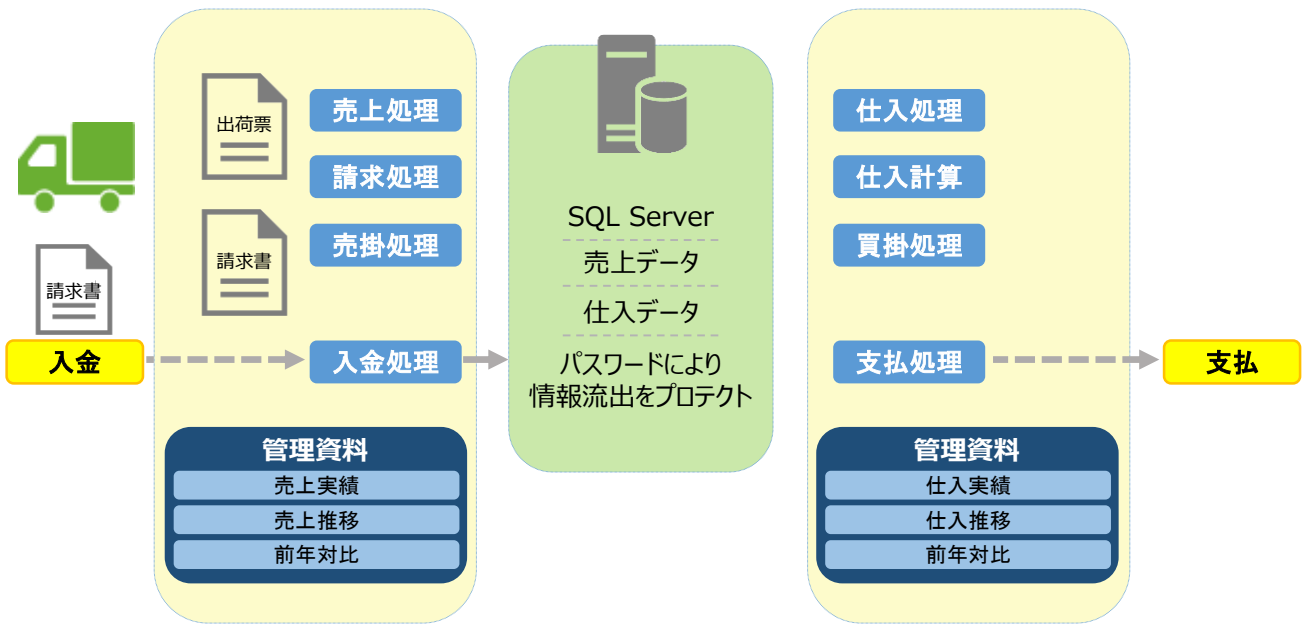 出荷票
売上処理
請求処理
請求書
売掛処理
請求書
入金
入金処理
管理資料
売上実績
売上推移
前年対比
SQL Server
売上データ
仕入データ
パスワードにより
情報流出をプロテクト
仕入処理
仕入計算
買掛処理
支払処理
支払
管理資料
仕入実績
仕入推移
前年対比